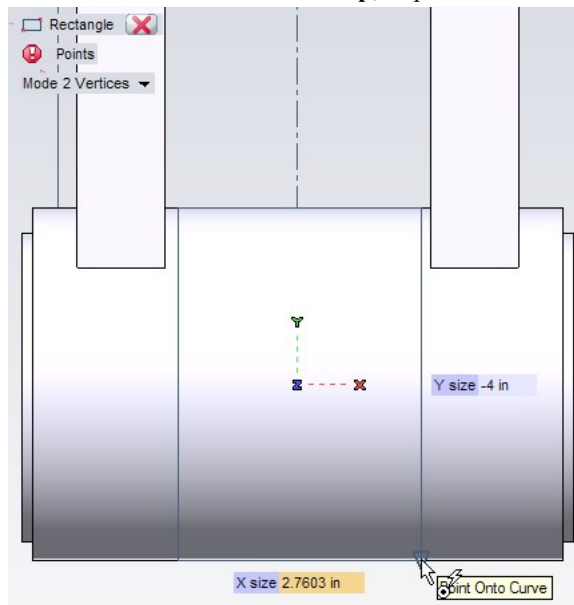 Rectangle
Points
Mode 2 Vertices
Y
Z X
Y size -4 in
X size 2.7603 in
Point Onto Curve